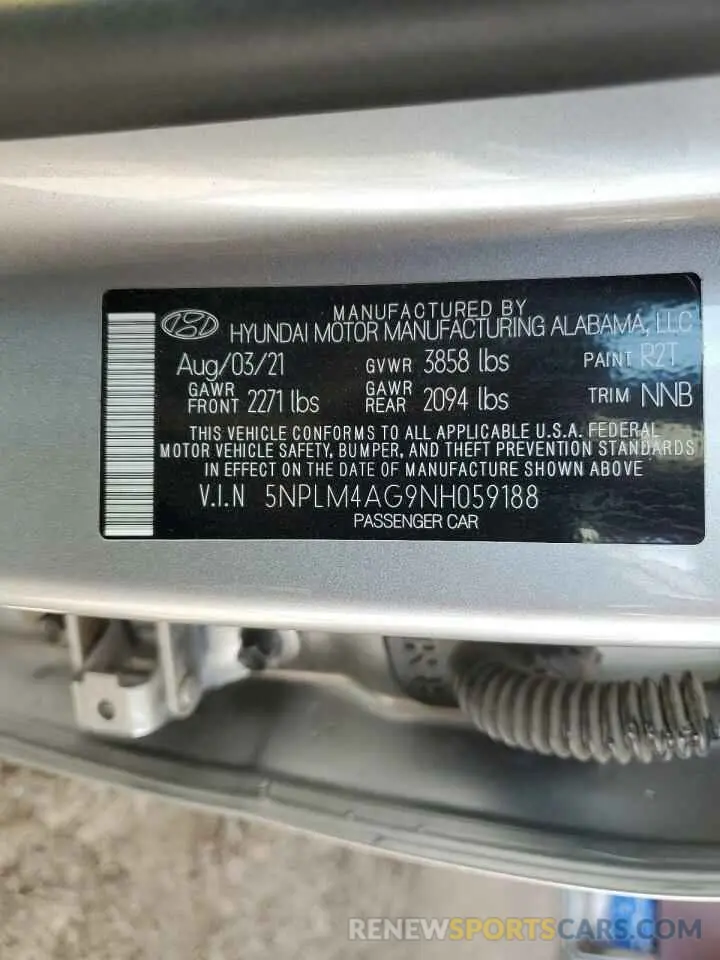 MANUFACTURED BY
HYUNDAI MOTOR MANUFACTURING ALABAMA, LLC
Aug/03/21 GVWR 3858 lbs PAINT R2T
GAWR FRONT 2271 lbs GAWR REAR 2094 lbs TRIM NNB
THIS VEHICLE CONFORMS TO ALL APPLICABLE U.S.A. FEDERAL
MOTOR VEHICLE SAFETY, BUMPER, AND THEFT PREVENTION STANDARDS
IN EFFECT ON THE DATE OF MANUFACTURE SHOWN ABOVE
V.I.N 5NPLM4AG9NH059188
PASSENGER CAR
RENEWSPORTSCARS.COM